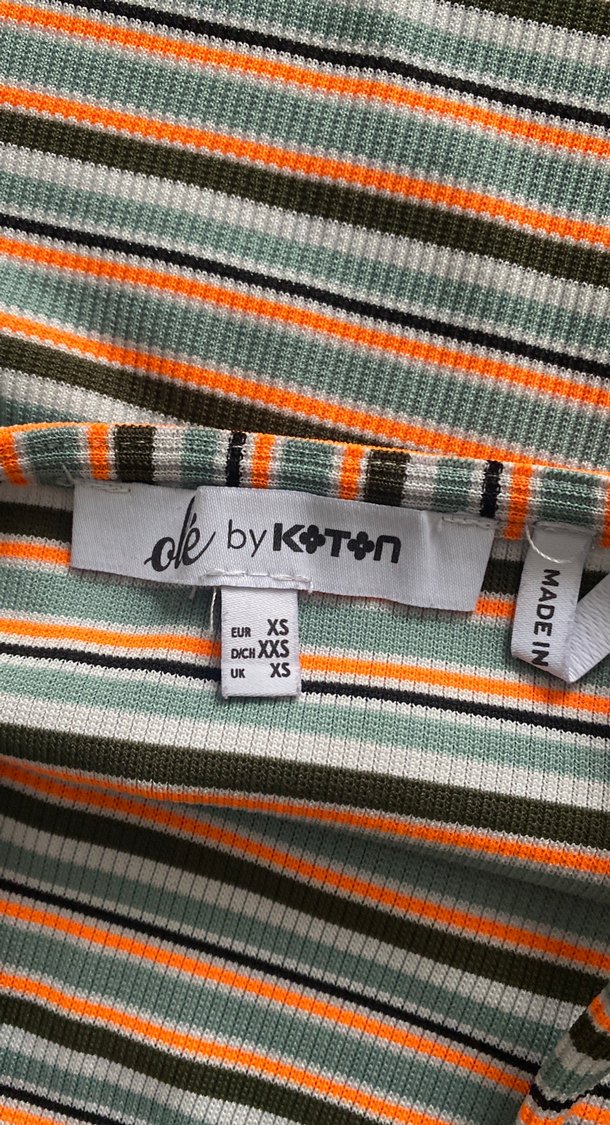 olé by KOTON
EUR XS
D/CH XXS
UK XS
MADE IN